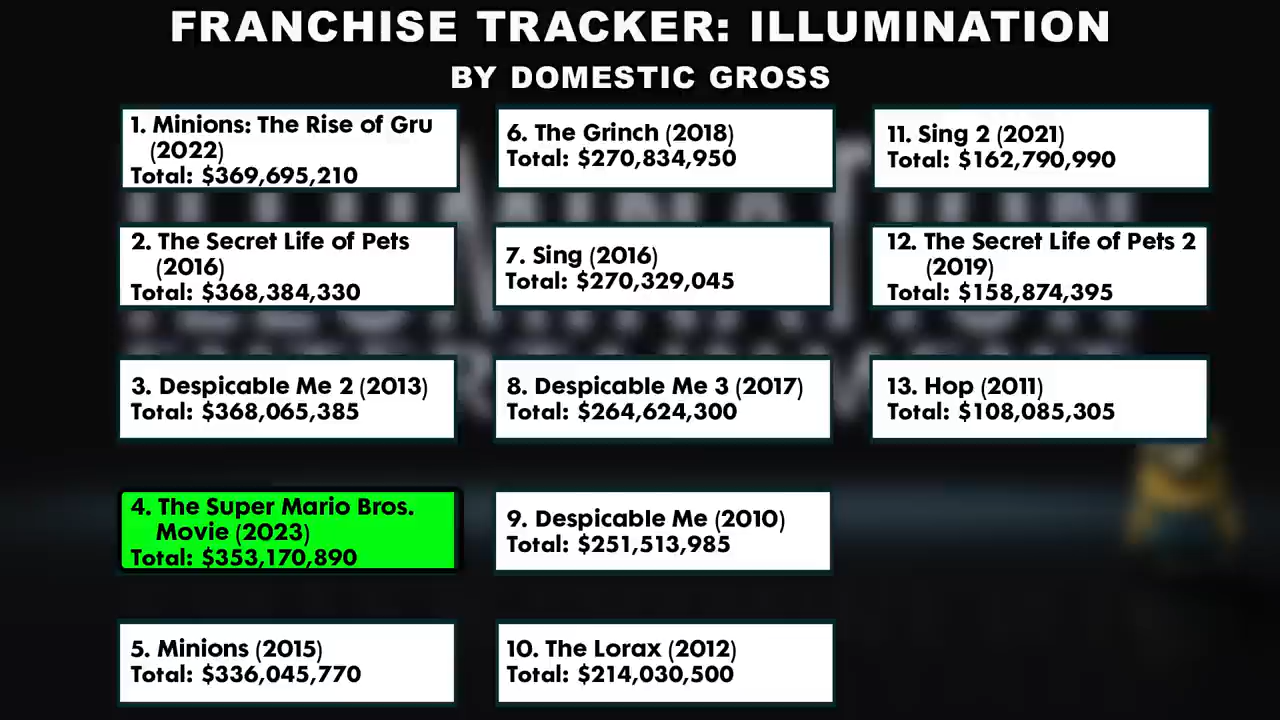 FRANCHISE TRACKER: ILLUMINATION
BY DOMESTIC GROSS
1. Minions: The Rise of Gru
(2022)
Total: $369,695,210
2. The Secret Life of Pets
(2016)
Total: $368,384,330
3. Despicable Me 2 (2013)
Total: $368,065,385
4. The Super Mario Bros.
Movie (2023)
Total: $353,170,890
5. Minions (2015)
Total: $336,045,770
6. The Grinch (2018)
Total: $270,834,950
7. Sing (2016)
Total: $270,329,045
8. Despicable Me 3 (2017)
Total: $264,624,300
9. Despicable Me (2010)
Total: $251,513,985
10. The Lorax (2012)
Total: $214,030,500
11. Sing 2 (2021)
Total: $162,790,990
12. The Secret Life of Pets 2
(2019)
Total: $158,874,395
13. Hop (2011)
Total: $108,085,305